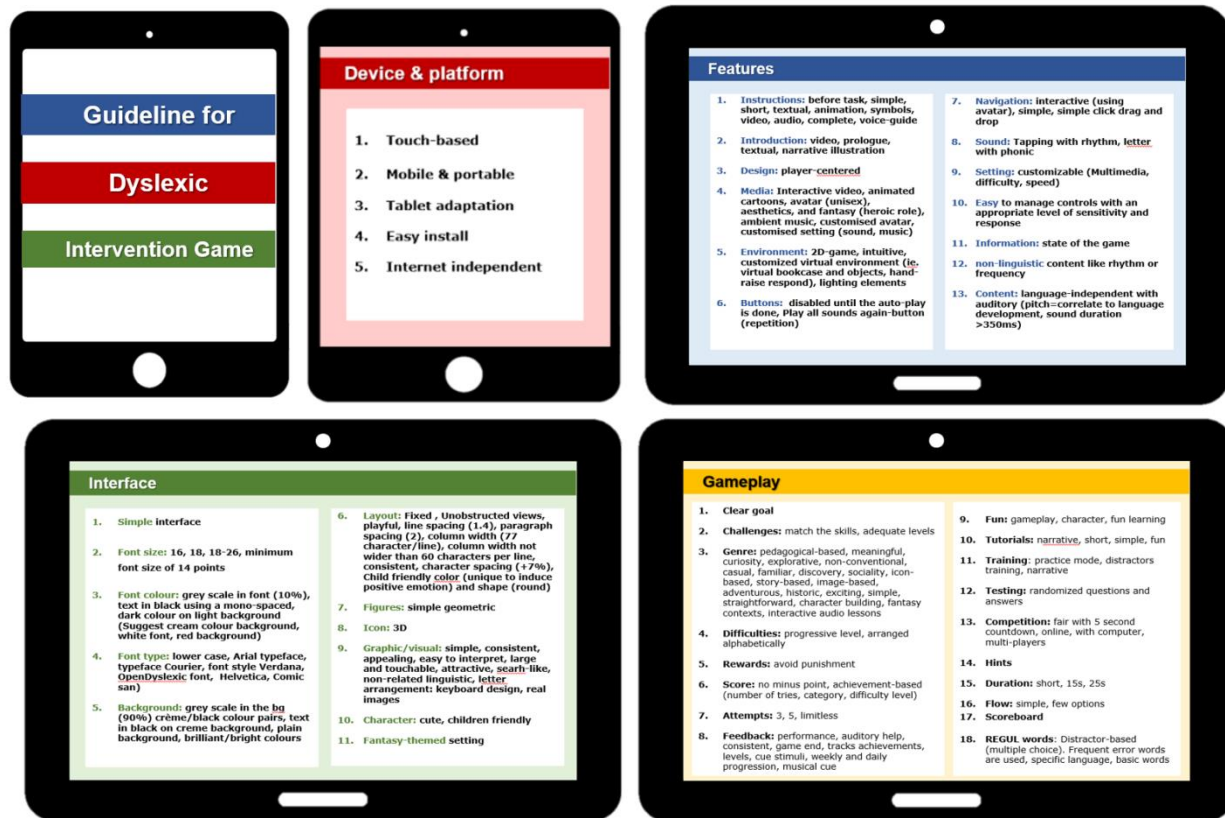 Guideline for
Dyslexic
Intervention Game
Device & platform
1. Touch-based
2. Mobile & portable
3. Tablet adaptation
4. Easy install
5. Internet independent
Features
1. Instructions: before task, simple,
short, textual, animation, symbols,
video, audio, complete, voice-guide
2. Introduction: video, prologue,
textual, narrative illustration
3. Design: player-centered
4. Media: Interactive video, animated
cartoons, avatar (unisex),
aesthetics, and fantasy (heroic role),
ambient music, customised avatar,
customised setting (sound, music)
5. Environment: 2D-game, intuitive,
customized virtual environment (ie.
virtual bookcase and objects, hand-
raise respond), lighting elements
6. Buttons: disabled until the auto-play
is done, Play all sounds again-button
(repetition)
7. Navigation: interactive (using
avatar), simple, simple click drag and
drop
8. Sound: Tapping with rhythm, letter
with phonic
9. Setting: customizable (Multimedia,
difficulty, speed)
10. Easy to manage controls with an
appropriate level of sensitivity and
response
11. Information: state of the game
12. non-linguistic content like rhythm or
frequency
13. Content: language-independent with
auditory (pitch=correlate to language
development, sound duration
>350ms)
Interface
1. Simple interface
2. Font size: 16, 18, 18-26, minimum
font size of 14 points
3. Font colour: grey scale in font (10%),
text in black using a mono-spaced,
dark colour on light background
(Suggest cream colour background,
white font, red background)
4. Font type: lower case, Arial typeface,
typeface Courier, font style Verdana,
OpenDyslexic font, Helvetica, Comic
san)
5. Background: grey scale in the bg
(90%) crème/black colour pairs, text
in black on creme background, plain
background, brilliant/bright colours
6. Layout: Fixed , Unobstructed views,
playful, line spacing (1.4), paragraph
spacing (2), column width (77
character/line), column width not
wider than 60 characters per line,
consistent, character spacing (+7%),
Child friendly color (unique to induce
positive emotion) and shape (round)
7. Figures: simple geometric
8. Icon: 3D
9. Graphic/visual: simple, consistent,
appealing, easy to interpret, large
and touchable, attractive, searh-like,
non-related linguistic, letter
arrangement: keyboard design, real
images
10. Character: cute, children friendly
11. Fantasy-themed setting
Gameplay
1. Clear goal
2. Challenges: match the skills, adequate levels
3. Genre: pedagogical-based, meaningful,
curiosity, explorative, non-conventional,
casual, familiar, discovery, sociality, icon-
based, story-based, image-based,
adventurous, historic, exciting, simple,
straightforward, character building, fantasy
contexts, interactive audio lessons
4. Difficulties: progressive level, arranged
alphabetically
5. Rewards: avoid punishment
6. Score: no minus point, achievement-based
(number of tries, category, difficulty level)
7. Attempts: 3, 5, limitless
8. Feedback: performance, auditory help,
consistent, game end, tracks achievements,
levels, cue stimuli, weekly and daily
progression, musical cue
9. Fun: gameplay, character, fun learning
10. Tutorials: narrative, short, simple, fun
11. Training: practice mode, distractors
training, narrative
12. Testing: randomized questions and
answers
13. Competition: fair with 5 second
countdown, online, with computer,
multi-players
14. Hints
15. Duration: short, 15s, 25s
16. Flow: simple, few options
17. Scoreboard
18. REGUL words: Distractor-based
(multiple choice). Frequent error words
are used, specific language, basic words